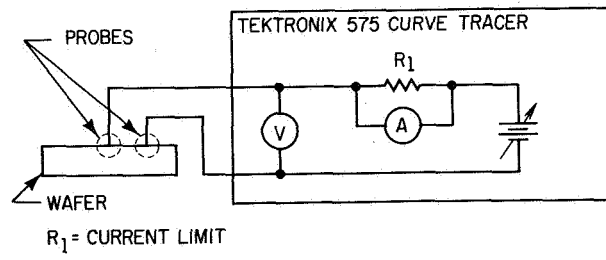 PROBES
TEKTRONIX 575 CURVE TRACER
R1
V
A
WAFER
R1 = CURRENT LIMIT